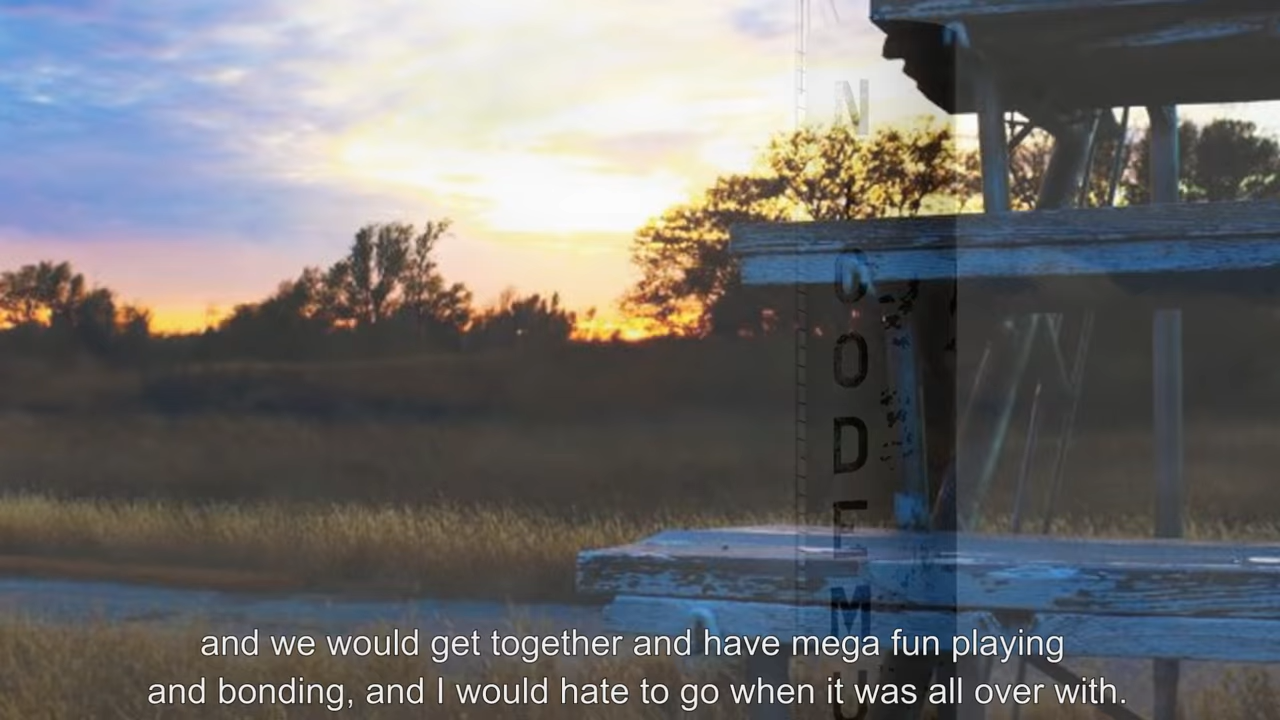 N
C
O
D
E
M
U
and we would get together and have mega fun playing
and bonding, and I would hate to go when it was all over with.